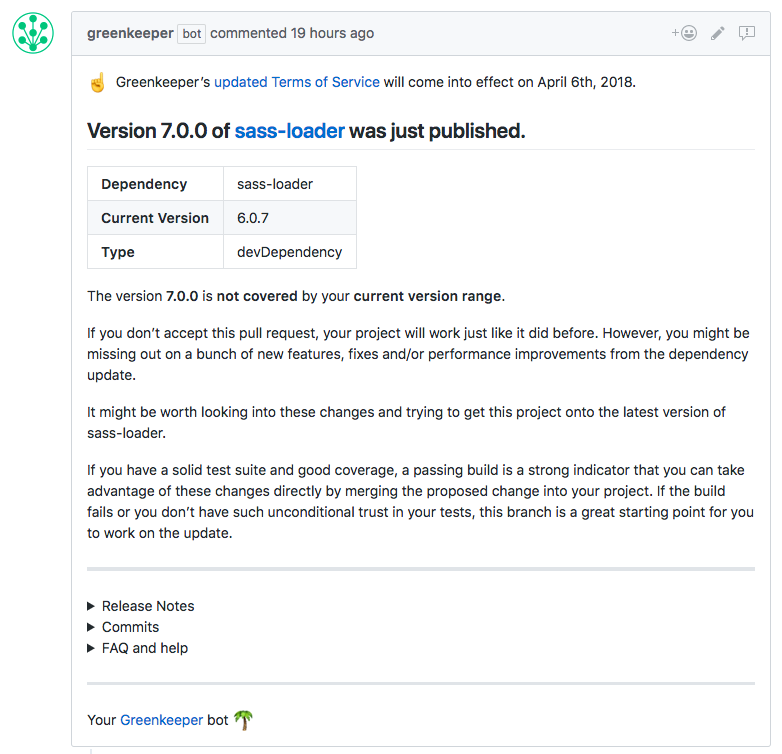 greenkeeper bot commented 19 hours ago
Greenkeeper’s updated Terms of Service will come into effect on April 6th, 2018.
Version 7.0.0 of sass-loader was just published.
Dependency sass-loader
Current Version 6.0.7
Type devDependency
The version 7.0.0 is not covered by your current version range.
If you don’t accept this pull request, your project will work just like it did before. However, you might be
missing out on a bunch of new features, fixes and/or performance improvements from the dependency
update.
It might be worth looking into these changes and trying to get this project onto the latest version of
sass-loader.
If you have a solid test suite and good coverage, a passing build is a strong indicator that you can take
advantage of these changes directly by merging the proposed change into your project. If the build
fails or you don’t have such unconditional trust in your tests, this branch is a great starting point for you
to work on the update.
Release Notes
Commits
FAQ and help
Your Greenkeeper bot